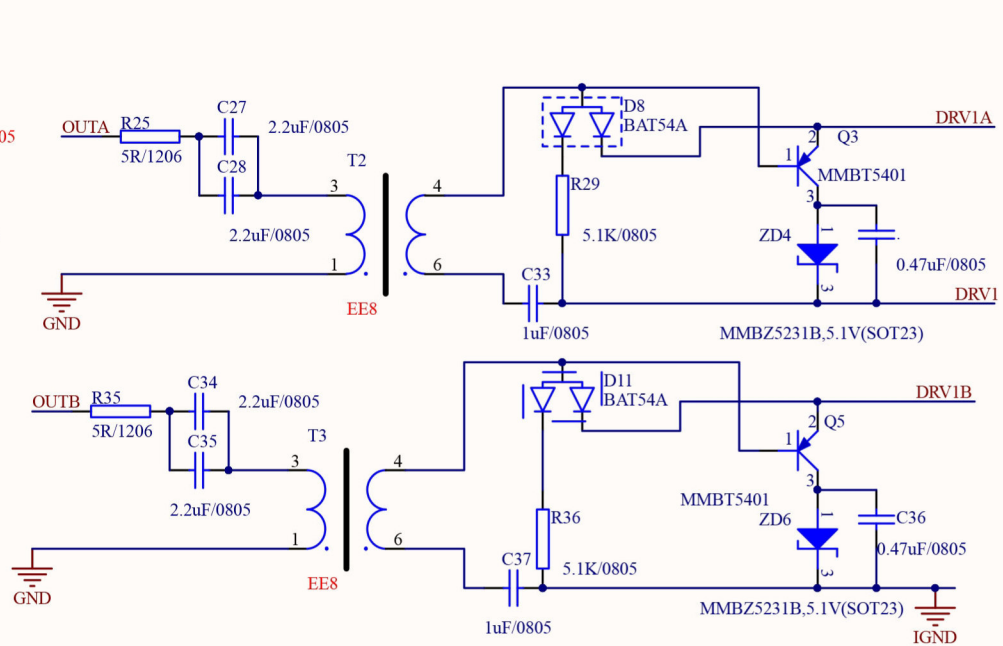 05
OUTA
R25
5R/1206
C27
2.2uF/0805
C28
2.2uF/0805
GND
T2
3
1
4
6
EE8
D8
BAT54A
R29
5.1K/0805
C33
1uF/0805
DRV1A
2
Q3
1
MMBT5401
3
ZD4
1
3
0.47uF/0805
DRV1
MMBZ5231B,5.1V(SOT23)
OUTB
R35
5R/1206
C34
2.2uF/0805
C35
2.2uF/0805
GND
T3
3
1
4
6
EE8
D11
BAT54A
R36
5.1K/0805
C37
1uF/0805
DRV1B
2
Q5
1
3
MMBT5401
ZD6
1
3
C36
0.47uF/0805
MMBZ5231B,5.1V(SOT23)
IGND